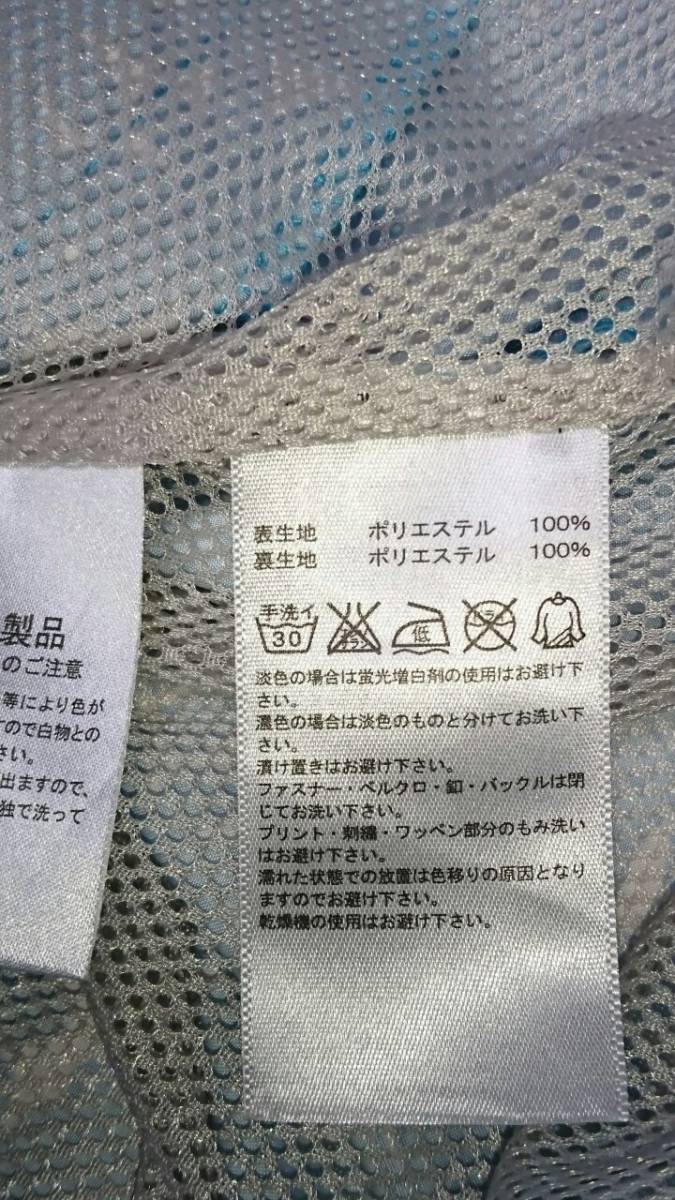 製品
のご注意
等により色が
すので白物との
さい。
出ますので、
独で洗って
表生地 ポリエステル 100%
裏生地 ポリエステル 100%
手洗イ
30
低
淡色の場合は蛍光増白剤の使用はお避け下
さい。
濃色の場合は淡色のものと分けてお洗い下
さい。
漬け置きはお避け下さい。
ファスナー・ベルクロ・釦・バックルは閉
じてお洗い下さい。
プリント・刺繍・ワッペン部分のもみ洗い
はお避け下さい。
濡れた状態での放置は色移りの原因となり
ますのでお避け下さい。
乾燥機の使用はお避け下さい。